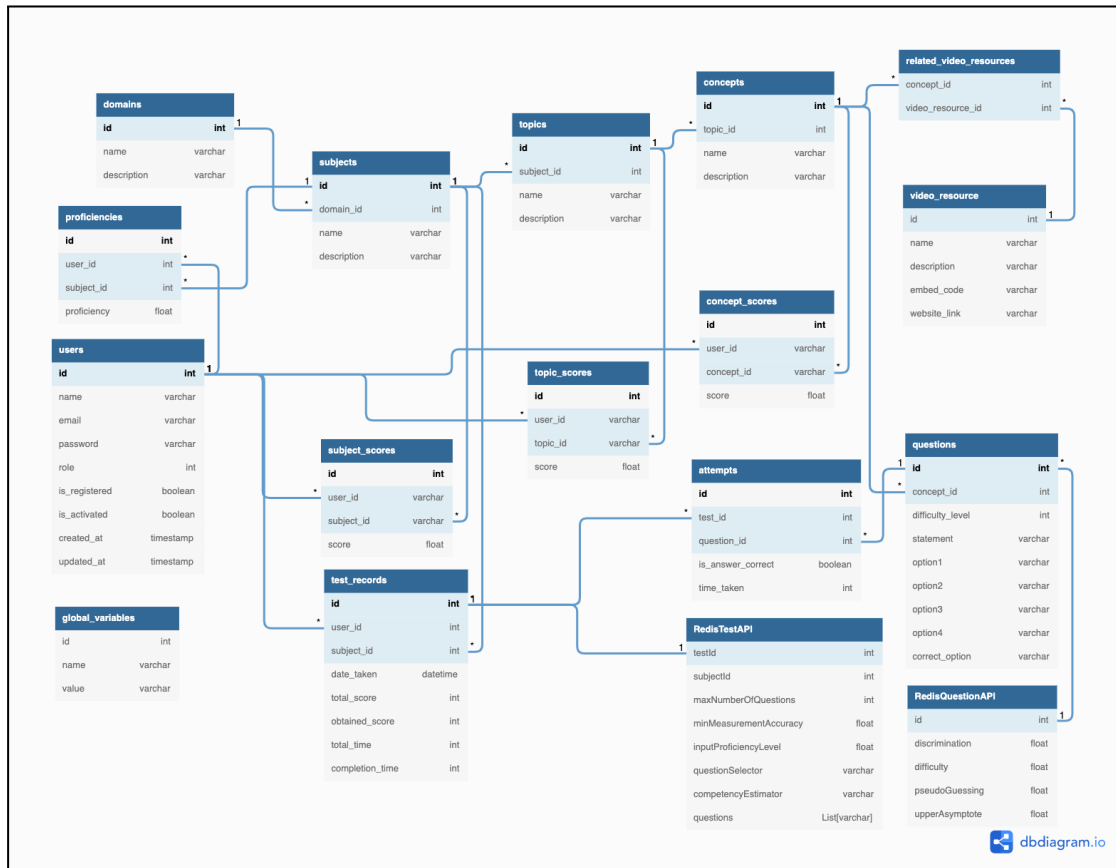 domains
id int
name varchar
description varchar
proficiencies
id int
user_id int
subject_id int
proficiency float
users
id int
name varchar
email varchar
password varchar
role int
is_registered boolean
is_activated boolean
created_at timestamp
updated_at timestamp
global_variables
id int
name varchar
value varchar
subjects
id int
domain_id int
name varchar
description varchar
subject_scores
id int
user_id varchar
subject_id varchar
score float
test_records
id int
user_id int
subject_id int
date_taken datetime
total_score int
obtained_score int
total_time int
completion_time int
topics
id int
subject_id int
name varchar
description varchar
topic_scores
id int
user_id varchar
topic_id varchar
score float
concepts
id int
topic_id int
name varchar
description varchar
concept_scores
id int
user_id varchar
concept_id varchar
score float
attempts
id int
test_id int
question_id int
is_answer_correct boolean
time_taken int
RedisTestAPI
testId int
subjectId int
maxNumberOfQuestions int
minMeasurementAccuracy float
inputProficiencyLevel float
questionSelector varchar
competencyEstimator varchar
questions List[varchar]
related_video_resources
concept_id int
video_resource_id int
video_resource
id int
name varchar
description varchar
embed_code varchar
website_link varchar
questions
id int
concept_id int
difficulty_level int
statement varchar
option1 varchar
option2 varchar
option3 varchar
option4 varchar
correct_option varchar
RedisQuestionAPI
id int
discrimination float
difficulty float
pseudoGuessing float
upperAsymptote float
dbdiagram.io